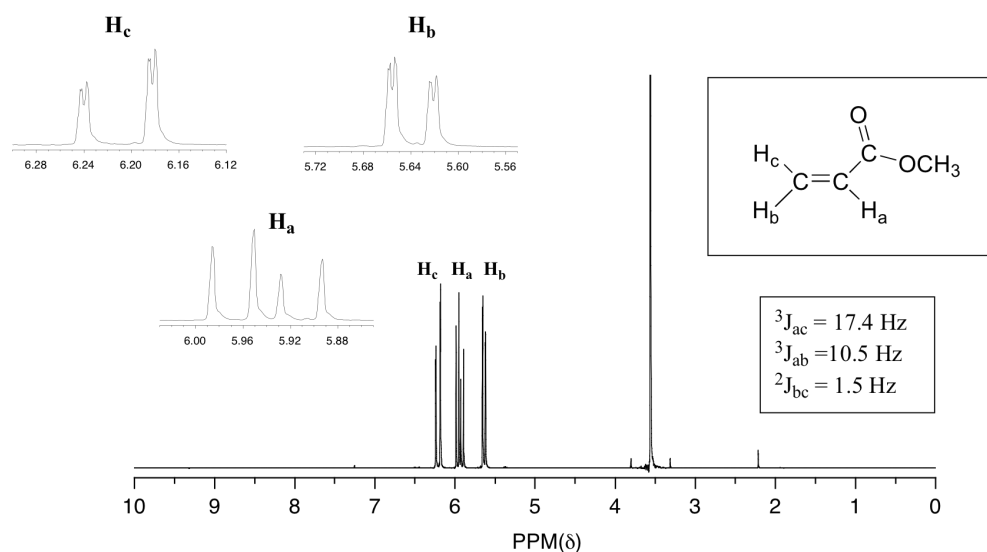 Hc
6.28 6.24 6.20 6.16 6.12
Hb
5.72 5.68 5.64 5.60 5.56
Ha
6.00 5.96 5.92 5.88
O
C
OCH3
Hc
C=C
Hb
Ha
Hc Ha Hb
3Jac = 17.4 Hz
3Jab =10.5 Hz
2Jbc = 1.5 Hz
10 9 8 7 6 5 4 3 2 1 0
PPM(δ)